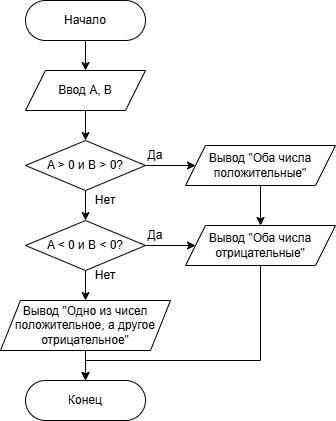 Начало
Ввод A, B
A > 0 и B > 0?
Да
Вывод "Оба числа
положительные"
Нет
A < 0 и B < 0?
Да
Вывод "Оба числа
отрицательные"
Нет
Вывод "Одно из чисел
положительное, а другое
отрицательное"
Конец